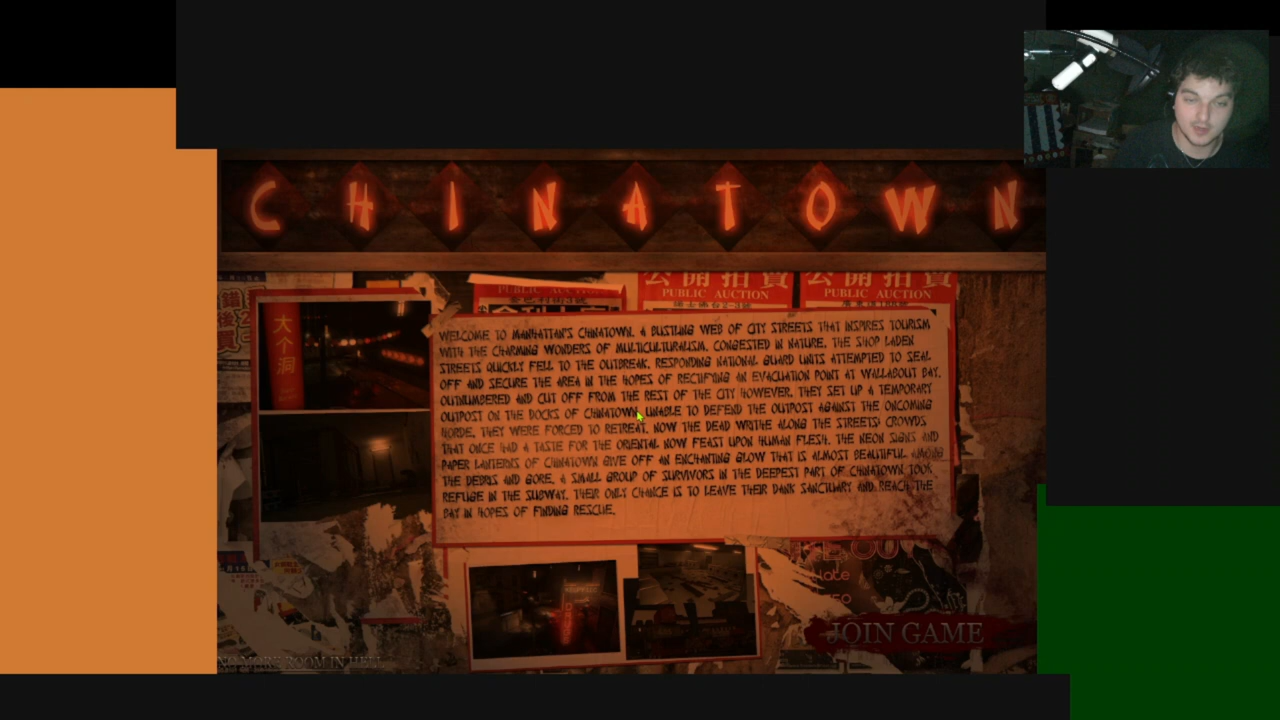 CHINATOWN
公開拍賣 公開拍賣
PUBLIC AUCTION PUBLIC AUCTION PUBLIC AUCTION
大个洞
WELCOME TO MANHATTAN'S CHINATOWN. A BUSTLING WEB OF CITY STREETS THAT INSPIRES TOURISM
WITH THE CHARMING WONDERS OF MULTICULTURALISM. CONGESTED IN NATURE, THE SHOP LADEN
STREETS QUICKLY FELL TO THE OUTBREAK. RESPONDING NATIONAL GUARD UNITS ATTEMPTED TO SEAL
OFF AND SECURE THE AREA IN THE HOPES OF RECTIFYING AN EVACUATION POINT AT WALLABOUT BAY.
OUTNUMBERED AND CUT OFF FROM THE REST OF THE CITY HOWEVER, THEY SET UP A TEMPORARY
OUTPOST ON THE DOCKS OF CHINATOWN. UNABLE TO DEFEND THE OUTPOST AGAINST THE ONCOMING
HORDE, THEY WERE FORCED TO RETREAT. NOW THE DEAD WRITHE ALONG THE STREETS; CROWDS
THAT ONCE HAD A TASTE FOR THE ORIENTAL NOW FEAST UPON HUMAN FLESH. THE NEON SIGNS AND
PAPER LANTERNS OF CHINATOWN GIVE OFF AN ENCHANTING GLOW THAT IS ALMOST BEAUTIFUL. AMONG
THE DEBRIS AND GORE, A SMALL GROUP OF SURVIVORS IN THE DEEPEST PART OF CHINATOWN TOOK
REFUGE IN THE SUBWAY. THEIR ONLY CHANCE IS TO LEAVE THEIR DANK SANCTUARY AND REACH THE
BAY IN HOPES OF FINDING RESCUE.
JOIN GAME
NO MORE ROOM IN HELL